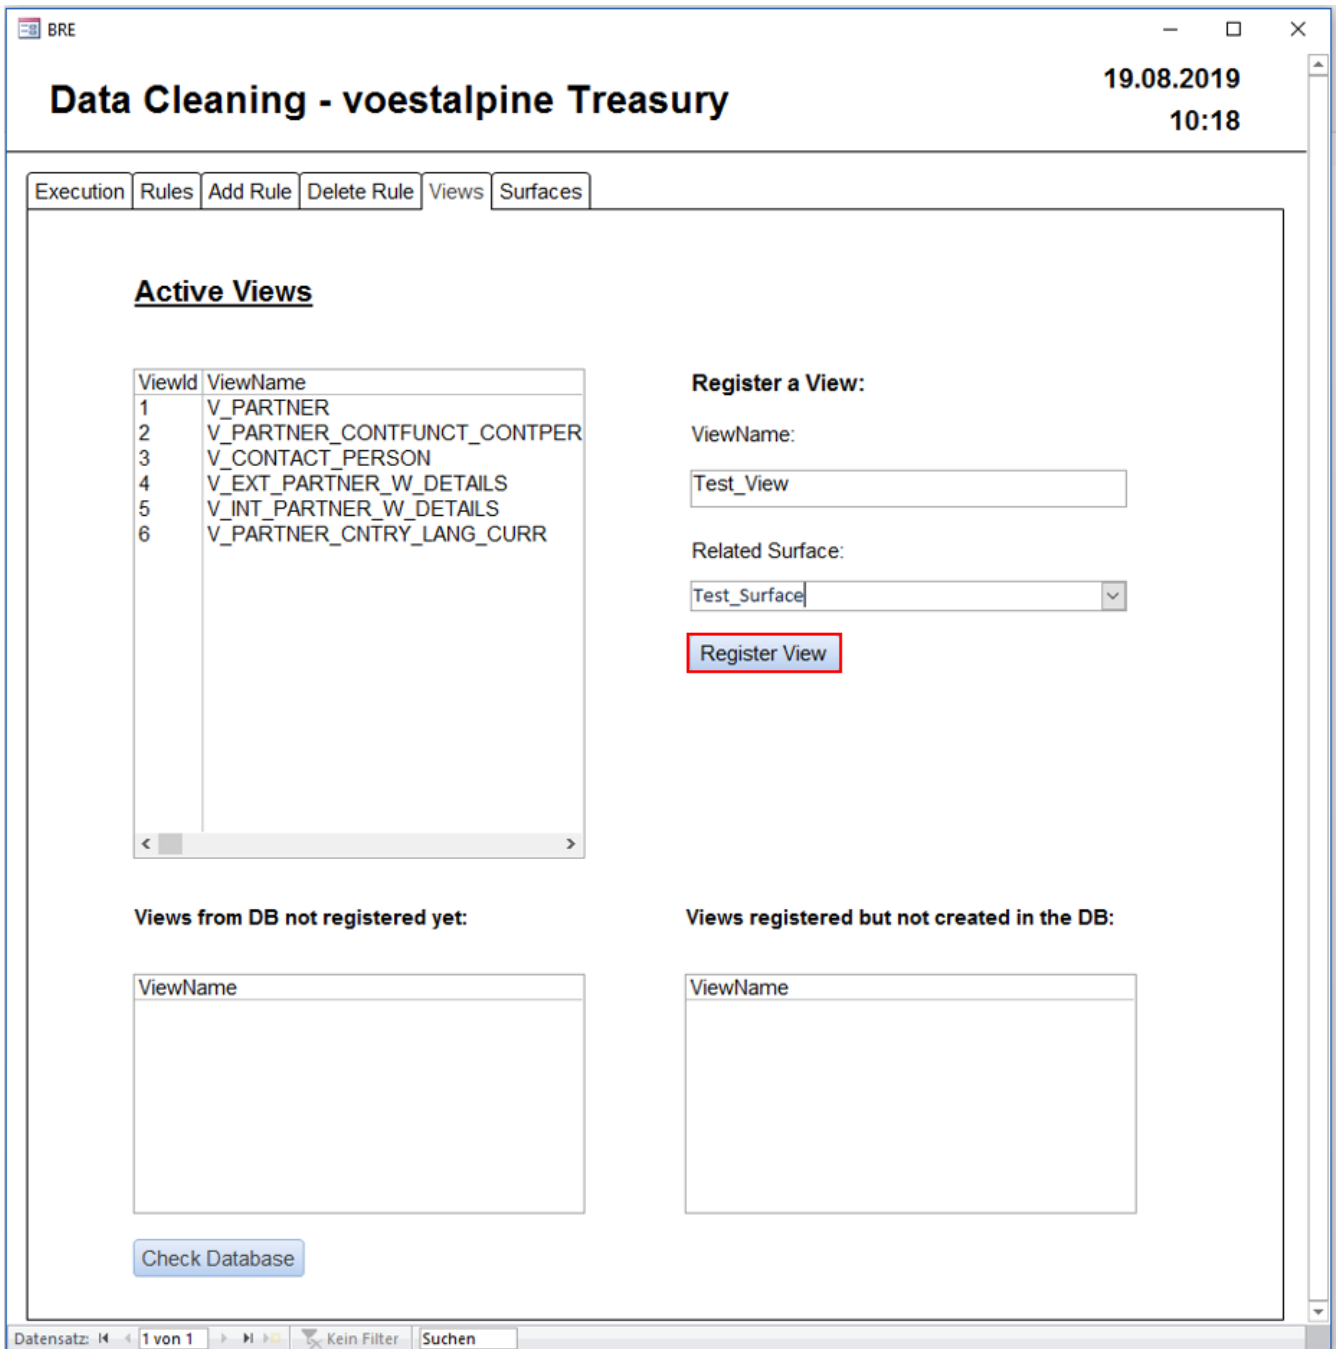 BRE
Data Cleaning - voestalpine Treasury
19.08.2019
10:18
Execution Rules Add Rule Delete Rule Views Surfaces
Active Views
ViewId ViewName
1 V_PARTNER
2 V_PARTNER_CONTFUNCT_CONTPER
3 V_CONTACT_PERSON
4 V_EXT_PARTNER_W_DETAILS
5 V_INT_PARTNER_W_DETAILS
6 V_PARTNER_CNTRY_LANG_CURR
Register a View:
ViewName:
Test_View
Related Surface:
Test_Surface
Register View
Views from DB not registered yet:
ViewName
Views registered but not created in the DB:
ViewName
Check Database
Datensatz: 1 von 1 Kein Filter Suchen